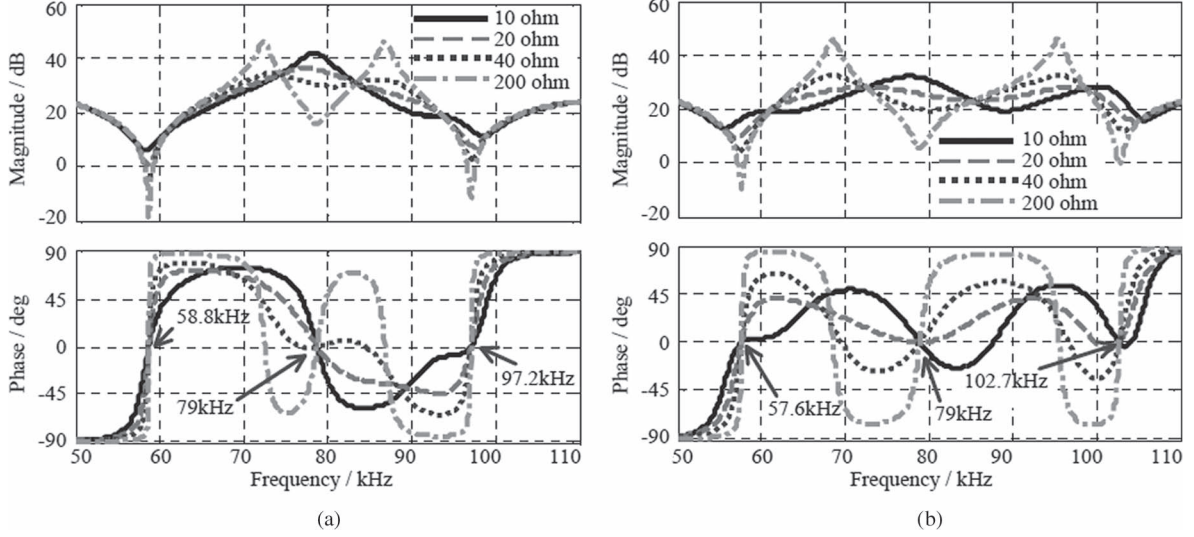 60
40
20
0
-20
Magnitude / dB
10 ohm
20 ohm
40 ohm
200 ohm
90
45
0
-45
-90
Phase / deg
58.8kHz
79kHz
97.2kHz
50 60 70 80 90 100 110
Frequency / kHz
(a)
60
40
20
0
-20
Magnitude / dB
10 ohm
20 ohm
40 ohm
200 ohm
90
45
0
-45
-90
Phase / deg
57.6kHz
79kHz
102.7kHz
50 60 70 80 90 100 110
Frequency / kHz
(b)